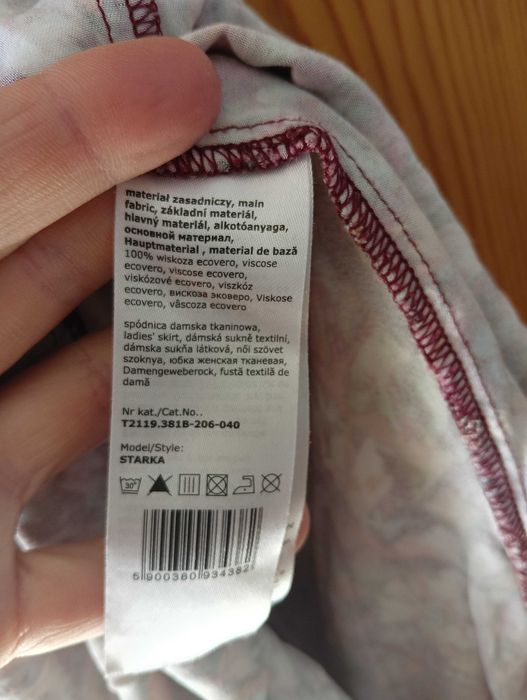 materiał zasadniczy, main
fabric, základní materiál,
hlavný materiál, alkotóanyaga,
основной материал,
Hauptmaterial , material de bază
100% wiskoza ecovero, viscose
ecovero, viscose ecovero,
viskózové ecovero, viszkóz
ecovero, вискоза эковеро, Viskose
ecovero, vâscoza ecovero
spódnica damska tkaninowa,
ladies' skirt, dámská sukně textilní,
dámska sukňa látková, női szövet
szoknya, юбка женская тканевая,
Damengeweberock, fustă textilă de
damă
Nr kat./Cat.No..
T2119.381B-206-040
Model/Style:
STARKA
30°
5 900380 934382